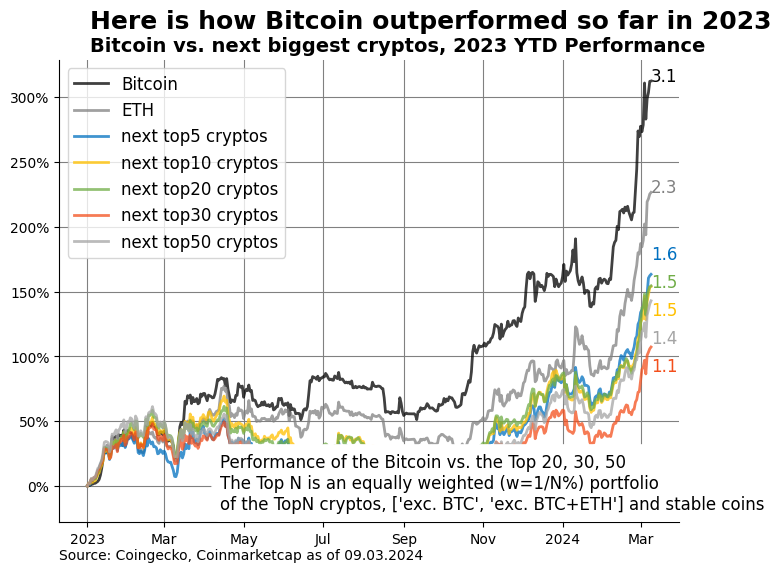 Here is how Bitcoin outperformed so far in 2023
Bitcoin vs. next biggest cryptos, 2023 YTD Performance
Bitcoin
ETH
next top5 cryptos
next top10 cryptos
next top20 cryptos
next top30 cryptos
next top50 cryptos
300%
250%
200%
150%
100%
50%
0%
3.1
2.3
1.6
1.5
1.5
1.4
1.1
Performance of the Bitcoin vs. the Top 20, 30, 50
The Top N is an equally weighted (w=1/N%) portfolio
of the TopN cryptos, ['exc. BTC', 'exc. BTC+ETH'] and stable coins
2023 Mar May Jul Sep Nov 2024 Mar
Source: Coingecko, Coinmarketcap as of 09.03.2024